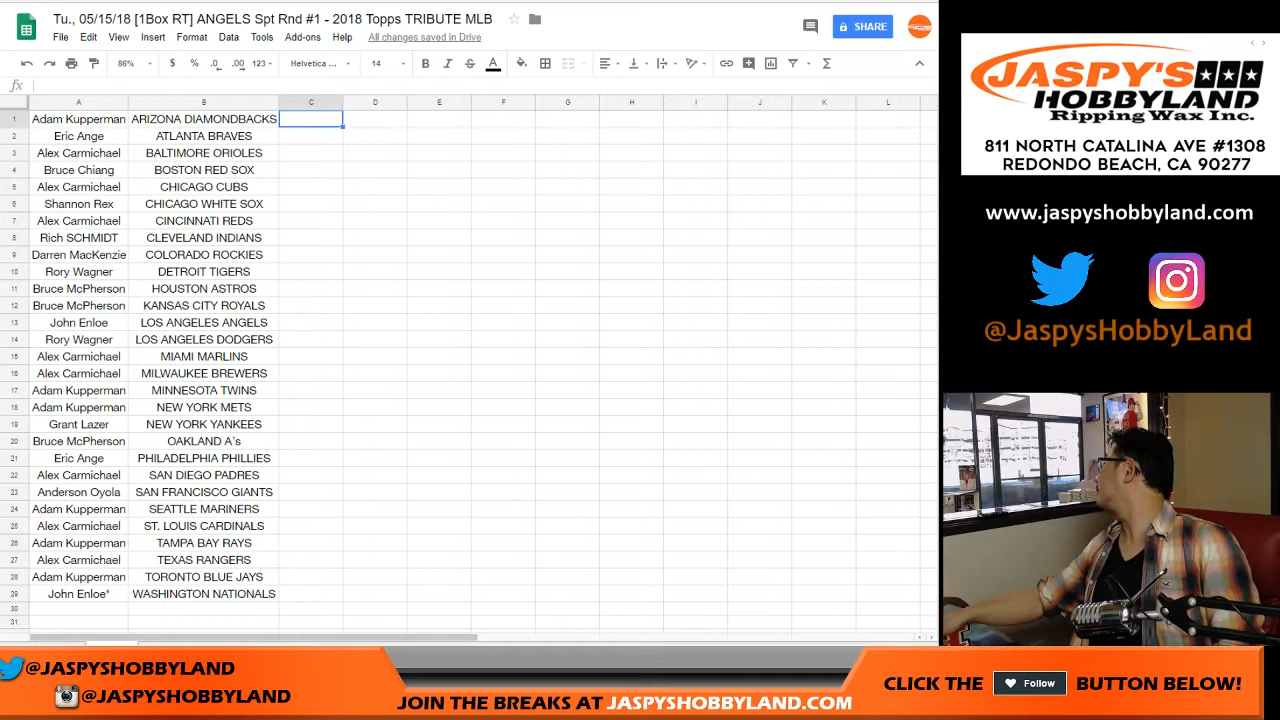 Tu., 05/15/18 [1Box RT] ANGELS Spt Rnd #1 - 2018 Topps TRIBUTE MLB
File Edit View Insert Format Data Tools Add-ons Help All changes saved in Drive
SHARE
86% $ % .0 .00 123 Helvetica ... 14 B I S A
fx
A B C D E F G H I J K L
1 Adam Kupperman ARIZONA DIAMONDBACKS
2 Eric Ange ATLANTA BRAVES
3 Alex Carmichael BALTIMORE ORIOLES
4 Bruce Chiang BOSTON RED SOX
5 Alex Carmichael CHICAGO CUBS
6 Shannon Rex CHICAGO WHITE SOX
7 Alex Carmichael CINCINNATI REDS
8 Rich SCHMIDT CLEVELAND INDIANS
9 Darren MacKenzie COLORADO ROCKIES
10 Rory Wagner DETROIT TIGERS
11 Bruce McPherson HOUSTON ASTROS
12 Bruce McPherson KANSAS CITY ROYALS
13 John Enloe LOS ANGELES ANGELS
14 Rory Wagner LOS ANGELES DODGERS
15 Alex Carmichael MIAMI MARLINS
16 Alex Carmichael MILWAUKEE BREWERS
17 Adam Kupperman MINNESOTA TWINS
18 Adam Kupperman NEW YORK METS
19 Grant Lazer NEW YORK YANKEES
20 Bruce McPherson OAKLAND A's
21 Eric Ange PHILADELPHIA PHILLIES
22 Alex Carmichael SAN DIEGO PADRES
23 Anderson Oyola SAN FRANCISCO GIANTS
24 Adam Kupperman SEATTLE MARINERS
25 Alex Carmichael ST. LOUIS CARDINALS
26 Adam Kupperman TAMPA BAY RAYS
27 Alex Carmichael TEXAS RANGERS
28 Adam Kupperman TORONTO BLUE JAYS
29 John Enloe* WASHINGTON NATIONALS
30
31
JASPY'S
HOBBYLAND
Ripping Wax Inc.
811 NORTH CATALINA AVE #1308
REDONDO BEACH, CA 90277
www.jaspyshobbyland.com
@JaspysHobbyLand
@JASPYSHOBBYLAND
@JASPYSHOBBYLAND
JOIN THE BREAKS AT JASPYSHOBBYLAND.COM
CLICK THE Follow BUTTON BELOW!